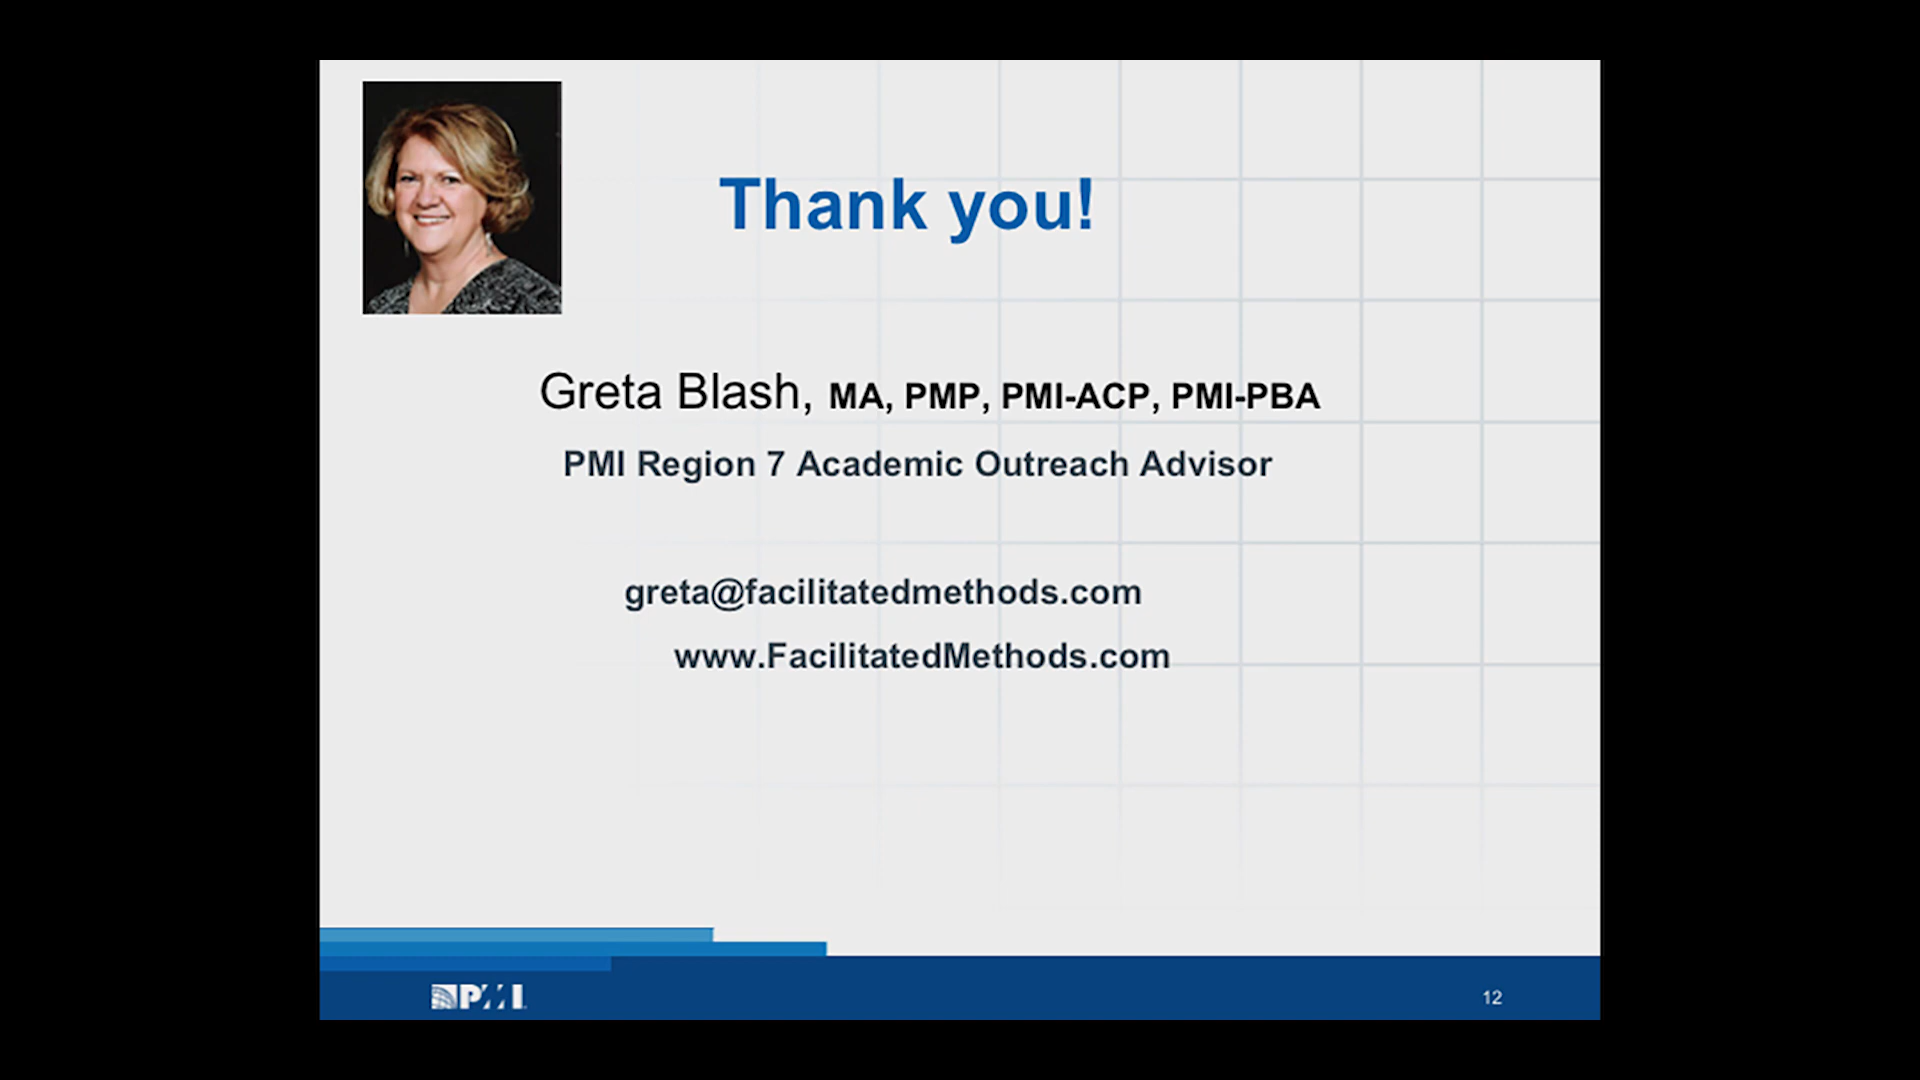 Thank you!
Greta Blash, MA, PMP, PMI-ACP, PMI-PBA
PMI Region 7 Academic Outreach Advisor
greta@facilitatedmethods.com
www.FacilitatedMethods.com
PMI
12